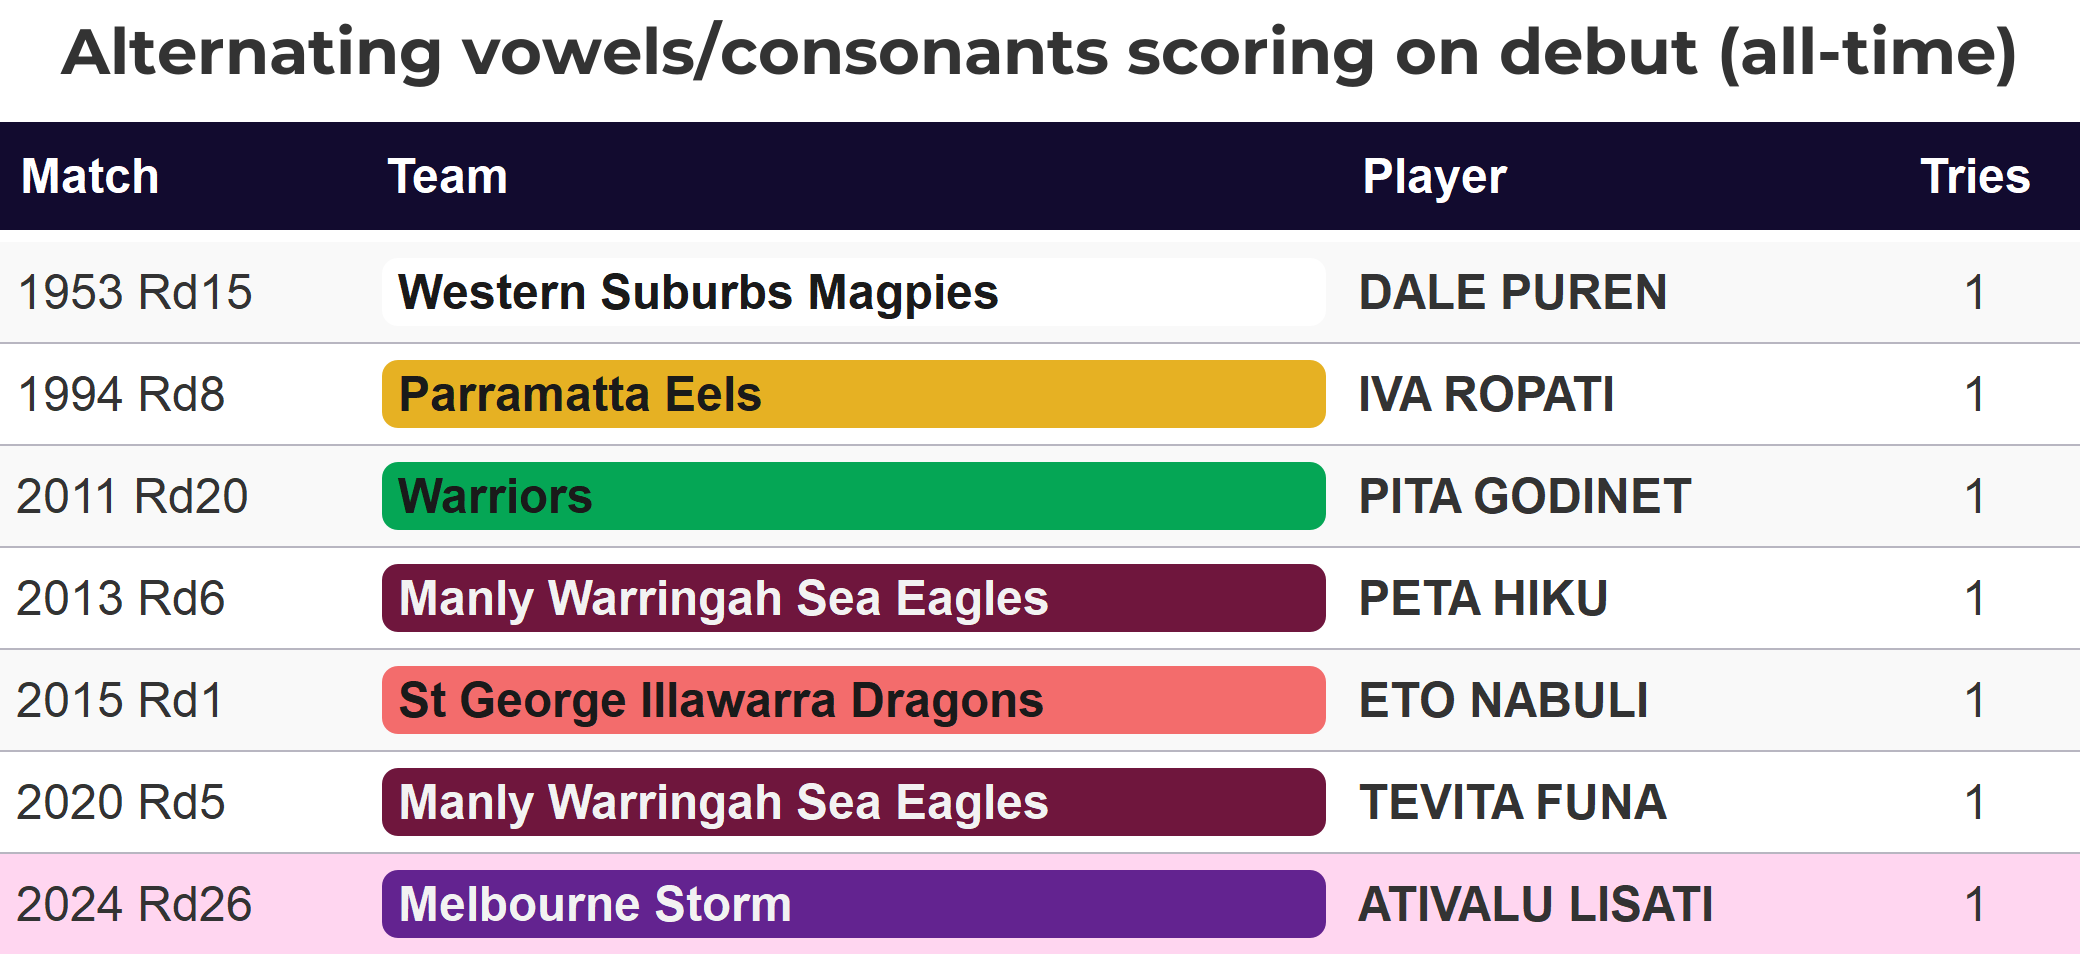 Alternating vowels/consonants scoring on debut (all-time)
Match Team Player Tries
1953 Rd15 Western Suburbs Magpies DALE PUREN 1
1994 Rd8 Parramatta Eels IVA ROPATI 1
2011 Rd20 Warriors PITA GODINET 1
2013 Rd6 Manly Warringah Sea Eagles PETA HIKU 1
2015 Rd1 St George Illawarra Dragons ETO NABULI 1
2020 Rd5 Manly Warringah Sea Eagles TEVITA FUNA 1
2024 Rd26 Melbourne Storm ATIVALU LISATI 1